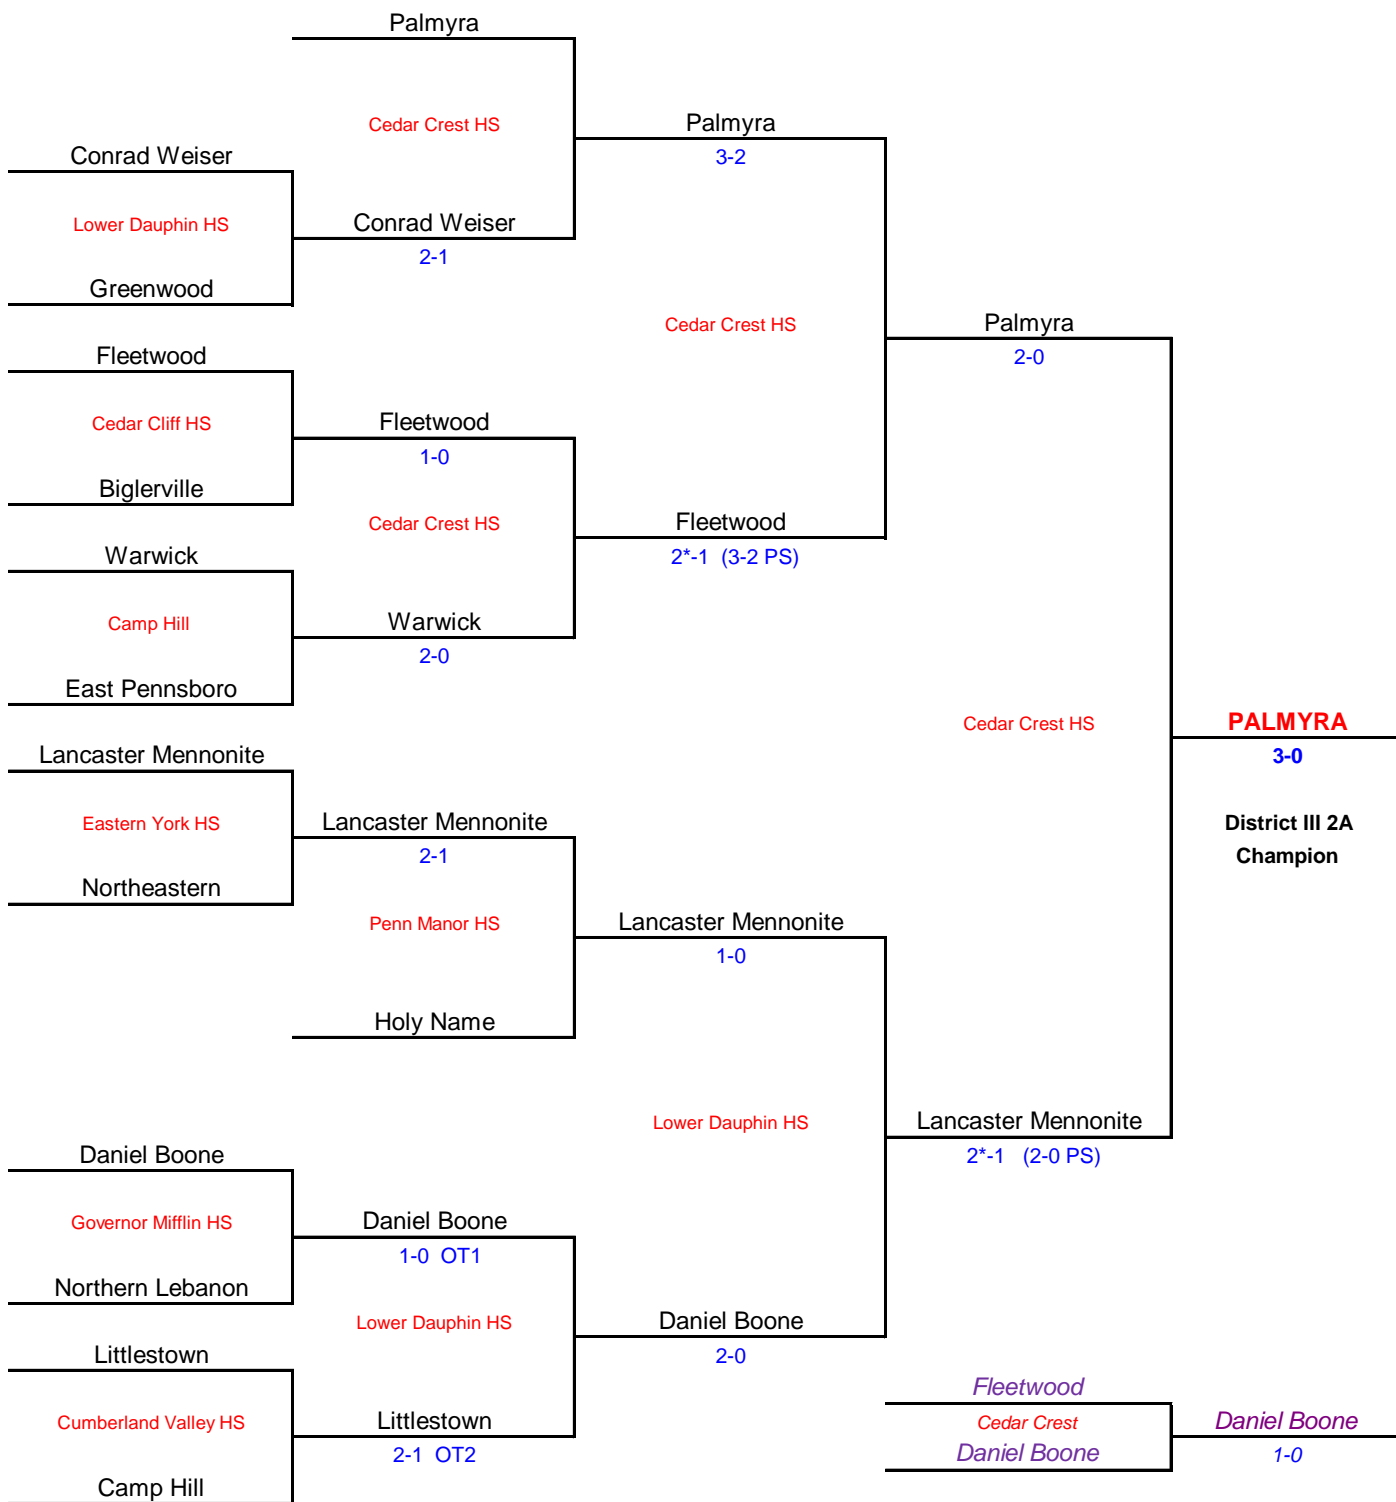 Palmyra
Cedar Crest HS
Palmyra
3-2
Conrad Weiser
Lower Dauphin HS
Conrad Weiser
2-1
Greenwood
Cedar Crest HS
Palmyra
2-0
Fleetwood
Cedar Cliff HS
Fleetwood
1-0
Biglerville
Cedar Crest HS
Fleetwood
2*-1 (3-2 PS)
Warwick
Camp Hill
Warwick
2-0
East Pennsboro
Cedar Crest HS
PALMYRA
3-0
District III 2A
Champion
Lancaster Mennonite
Eastern York HS
Lancaster Mennonite
2-1
Northeastern
Penn Manor HS
Lancaster Mennonite
1-0
Holy Name
Lower Dauphin HS
Lancaster Mennonite
2*-1 (2-0 PS)
Daniel Boone
Governor Mifflin HS
Daniel Boone
1-0 OT1
Northern Lebanon
Lower Dauphin HS
Daniel Boone
2-0
Littlestown
Cumberland Valley HS
Littlestown
2-1 OT2
Camp Hill
Fleetwood
Cedar Crest
Daniel Boone
Daniel Boone
1-0